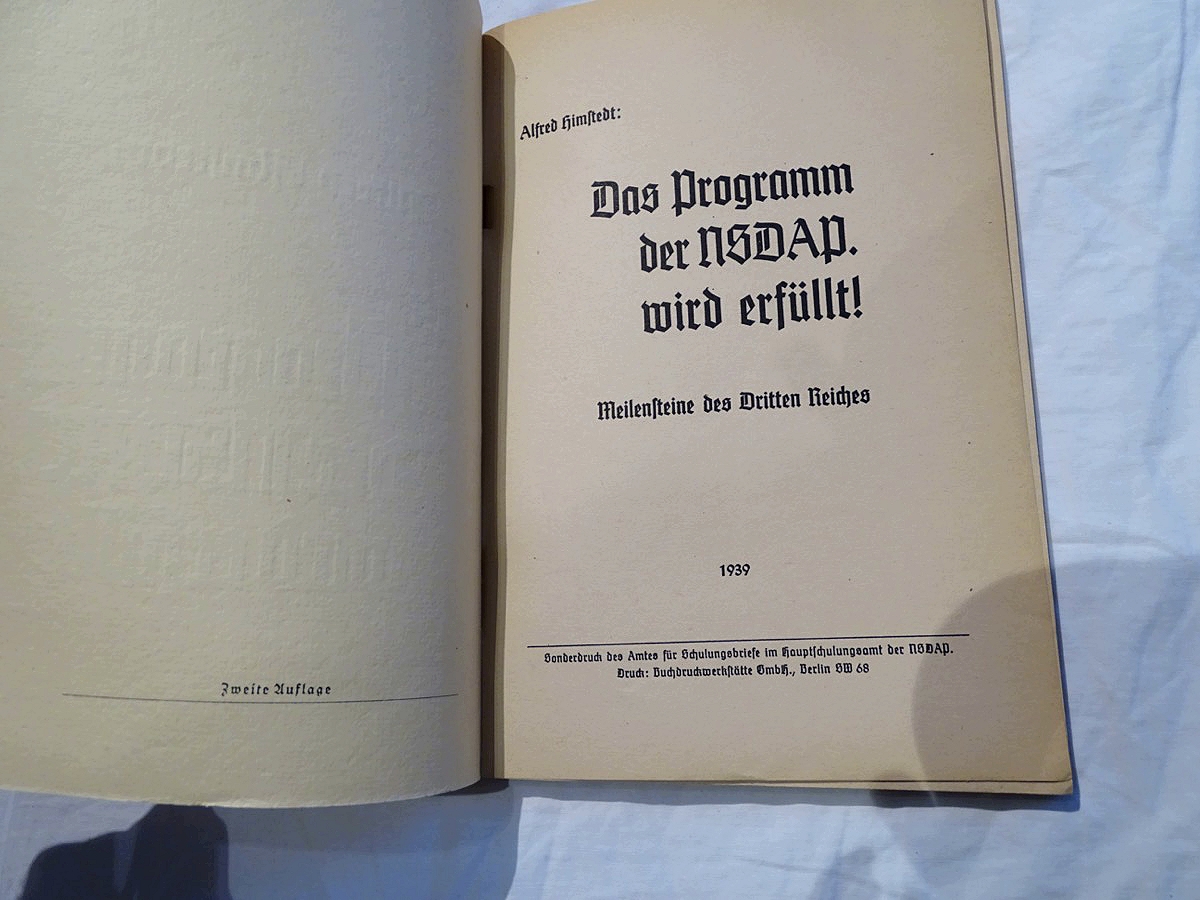 Zweite Auflage
Alfred Himstedt:
Das Programm
der NSDAP.
wird erfüllt!
Meilensteine des Dritten Reiches
1939
Sonderdruck des Amtes für Schulungsbriefe im Hauptschulungsamt der NSDAP.
Druck: Buchdruckwerkstätte GmbH., Berlin SW 68